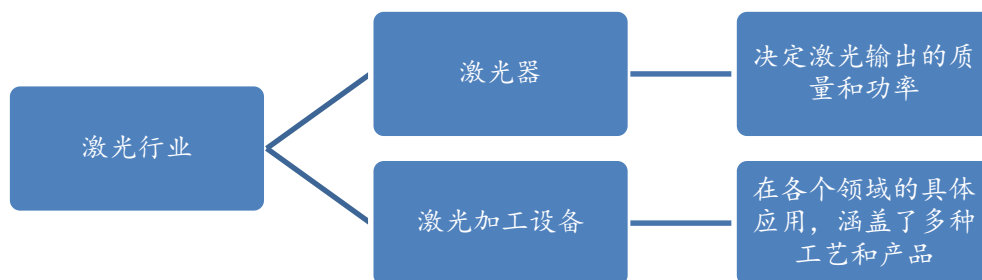 激光行业
激光器
决定激光输出的质
量和功率
激光加工设备
在各个领域的具体
应用，涵盖了多种
工艺和产品